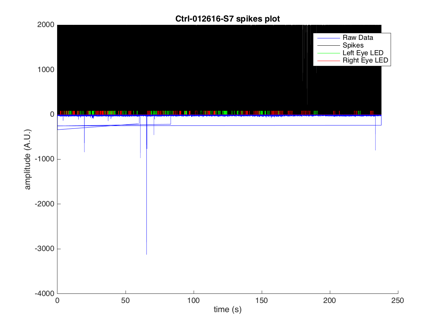 Ctrl-012616-S7 spikes plot
2000
1000
0
-1000
-2000
-3000
-4000
amplitude (A.U.)
Raw Data
Spikes
Left Eye LED
Right Eye LED
0
50
100
150
200
250
time (s)